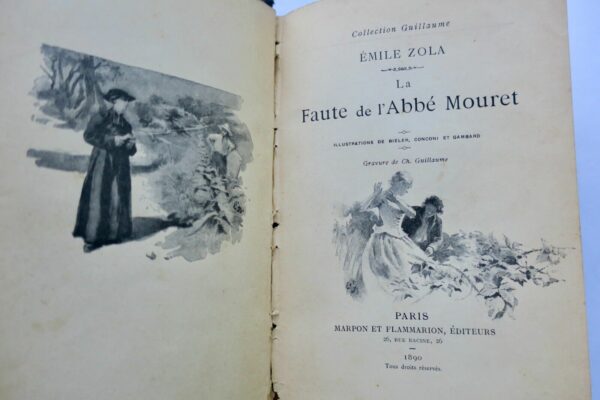 Collection Guillaume
ÉMILE ZOLA
La
Faute de l'Abbé Mouret
ILLUSTRATIONS DE BIELER, CONCONI ET GAMBARD
Gravure de Ch. Guillaume
PARIS
MARPON ET FLAMMARION, ÉDITEURS
26, RUE RACINE, 26
1890
Tous droits réservés.